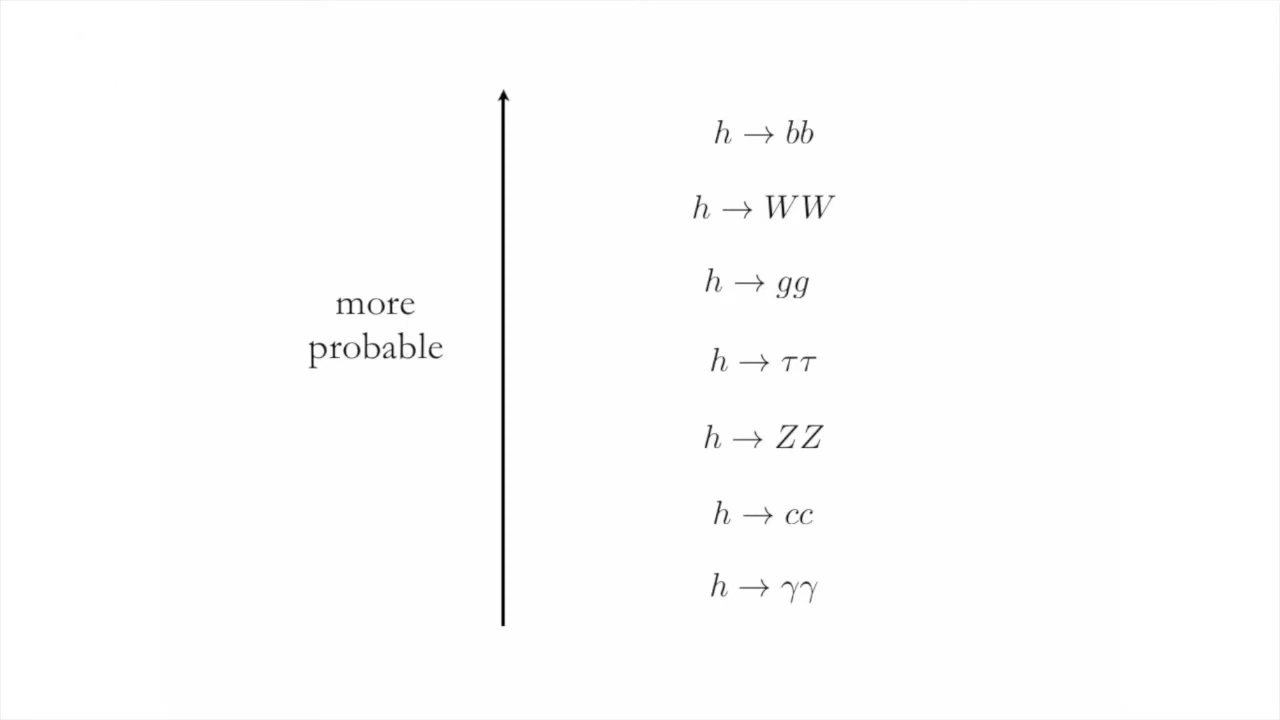 h → bb
h → WW
h → gg
more
probable
h → ττ
h → ZZ
h → cc
h → γγ